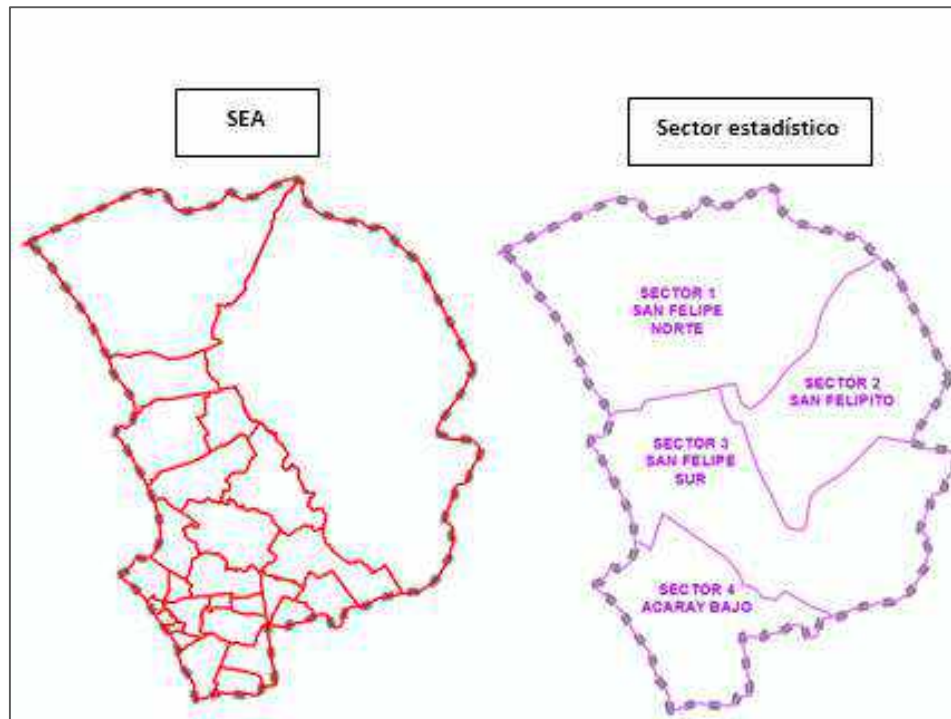 SEA
Sector estadístico
SECTOR 1
SAN FELIPE
NORTE
SECTOR 2
SAN FELIPITO
SECTOR 3
SAN FELIPE
SUR
SECTOR 4
ACARAY BAJO